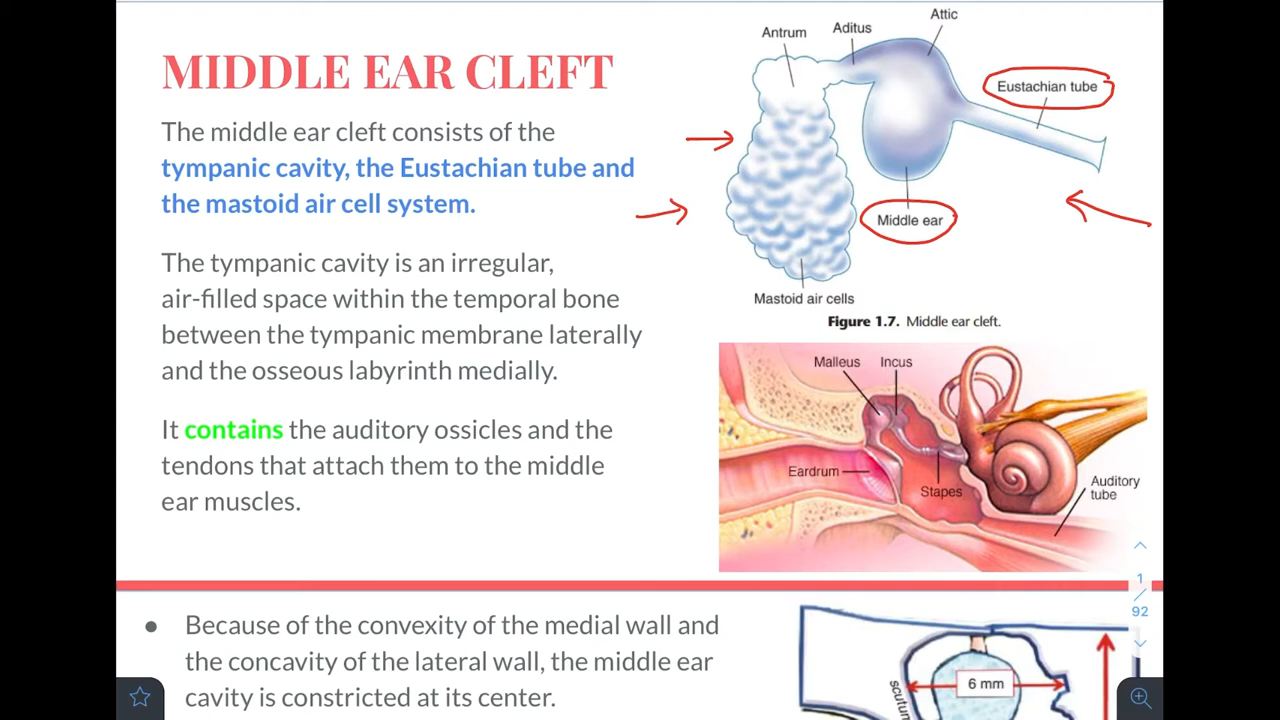 MIDDLE EAR CLEFT
The middle ear cleft consists of the
tympanic cavity, the Eustachian tube and
the mastoid air cell system.
The tympanic cavity is an irregular,
air-filled space within the temporal bone
between the tympanic membrane laterally
and the osseous labyrinth medially.
It contains the auditory ossicles and the
tendons that attach them to the middle
ear muscles.
Attic
Aditus
Antrum
Eustachian tube
Middle ear
Mastoid air cells
Figure 1.7. Middle ear cleft.
Malleus
Incus
Eardrum
Stapes
Auditory
tube
1
/
92
● Because of the convexity of the medial wall and
the concavity of the lateral wall, the middle ear
cavity is constricted at its center.
scutum
6 mm